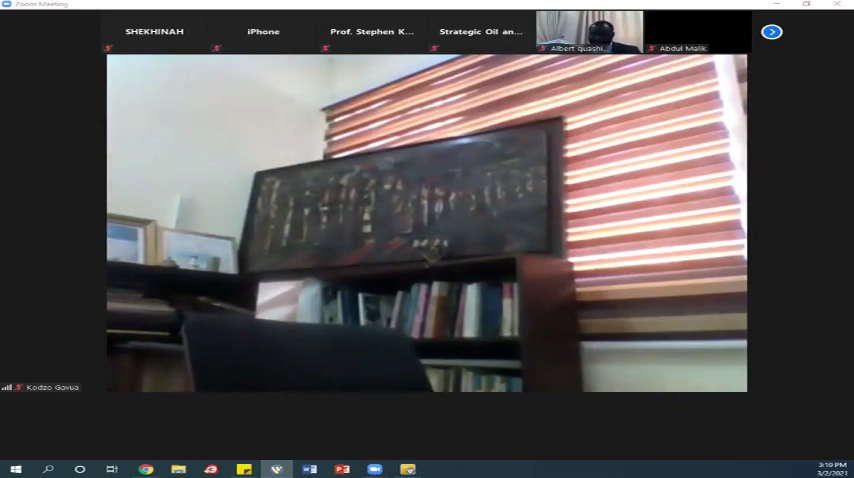 Zoom Meeting
SHEKHINAH
iPhone
Prof. Stephen K...
Strategic Oil an...
Albert quashi...
Abdul Malik
Kodzo Gavua
3:10 PM
3/2/2021